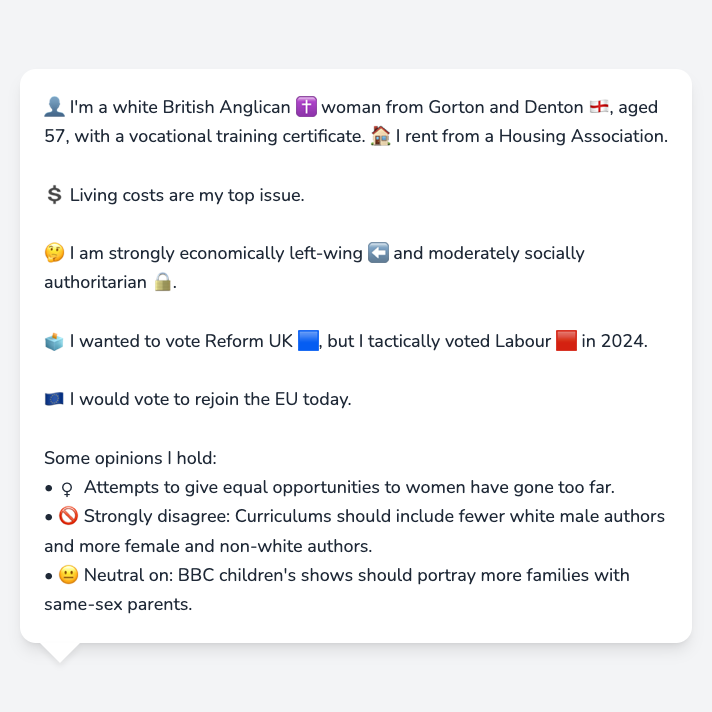 👤 I'm a white British Anglican ✝️ woman from Gorton and Denton 🏴󠁧󠁢󠁥󠁮󠁧󠁿, aged
57, with a vocational training certificate. 🏠 I rent from a Housing Association.
💲 Living costs are my top issue.
🤔 I am strongly economically left-wing ⬅️ and moderately socially
authoritarian 🔒.
🗳️ I wanted to vote Reform UK 🟦, but I tactically voted Labour 🟥 in 2024.
🇪🇺 I would vote to rejoin the EU today.
Some opinions I hold:
• ♀ Attempts to give equal opportunities to women have gone too far.
• 🚫 Strongly disagree: Curriculums should include fewer white male authors
and more female and non-white authors.
• 😐 Neutral on: BBC children's shows should portray more families with
same-sex parents.